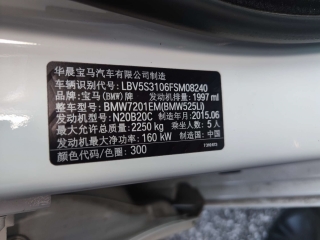 华晨宝马汽车有限公司制造
车辆识别代号: LBV5S3106FSM08240
品牌: 宝马(BMW)牌 发动机排量: 1997 ml
整车型号: BMW7201EM(BMW525Li)
发动机型号: N20B20C 制造年月: 2015.06
最大允许总质量: 2250 kg 乘坐人数: 5 人
发动机最大净功率: 160 kW 制造国: 中国
颜色代码/色圈: 300